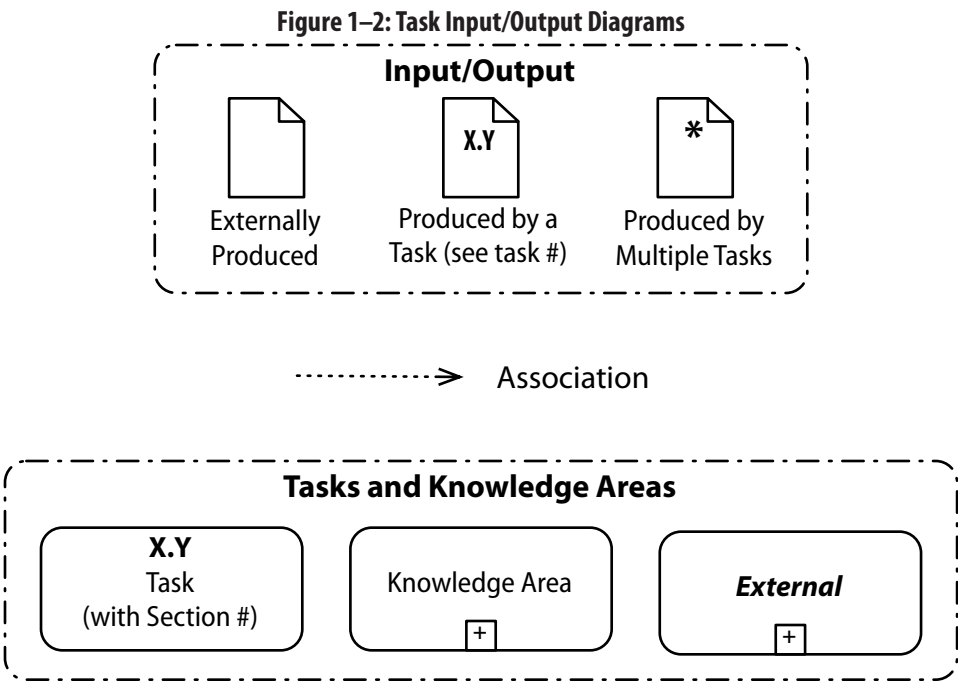 Figure 1–2: Task Input/Output Diagrams
Input/Output
X.Y
*
Externally
Produced
Produced by a
Task (see task #)
Produced by
Multiple Tasks
Association
Tasks and Knowledge Areas
X.Y
Task
(with Section #)
Knowledge Area
+
External
+